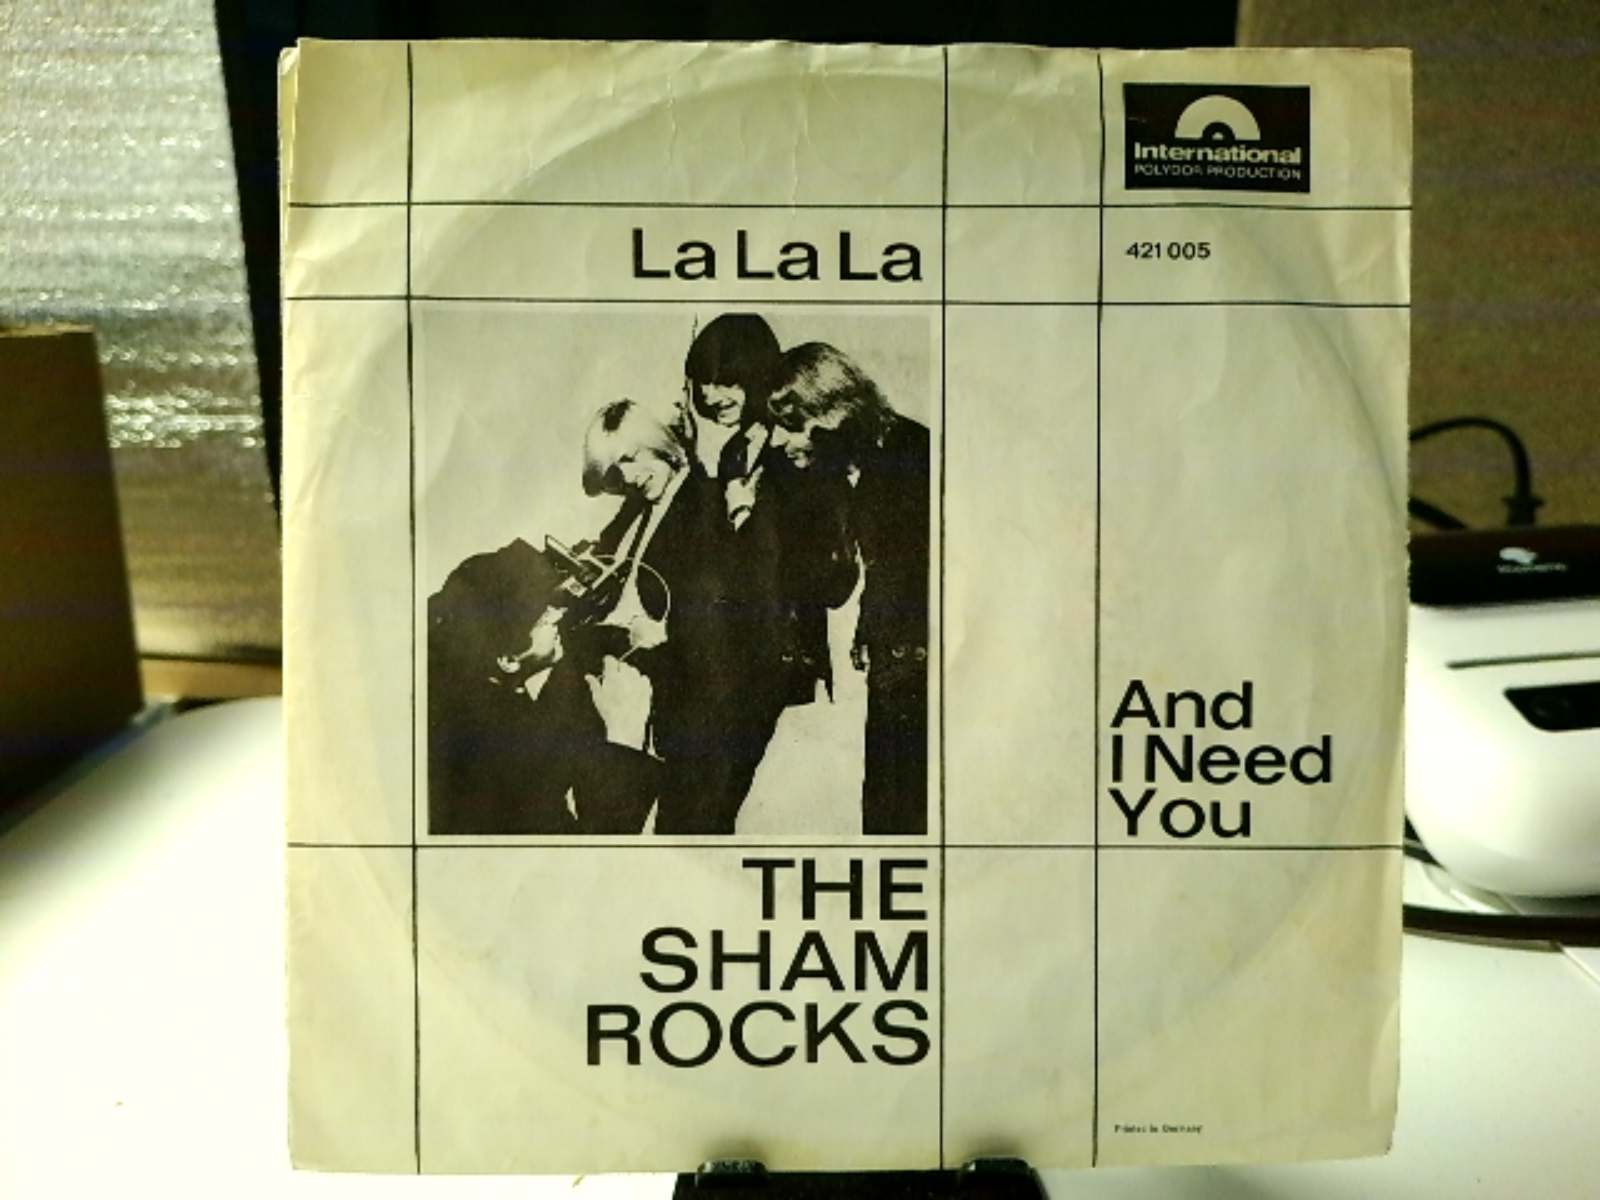 International
POLYDOR PRODUCTION
La La La
421 005
And
I Need
You
THE
SHAM
ROCKS
Printed in Germany